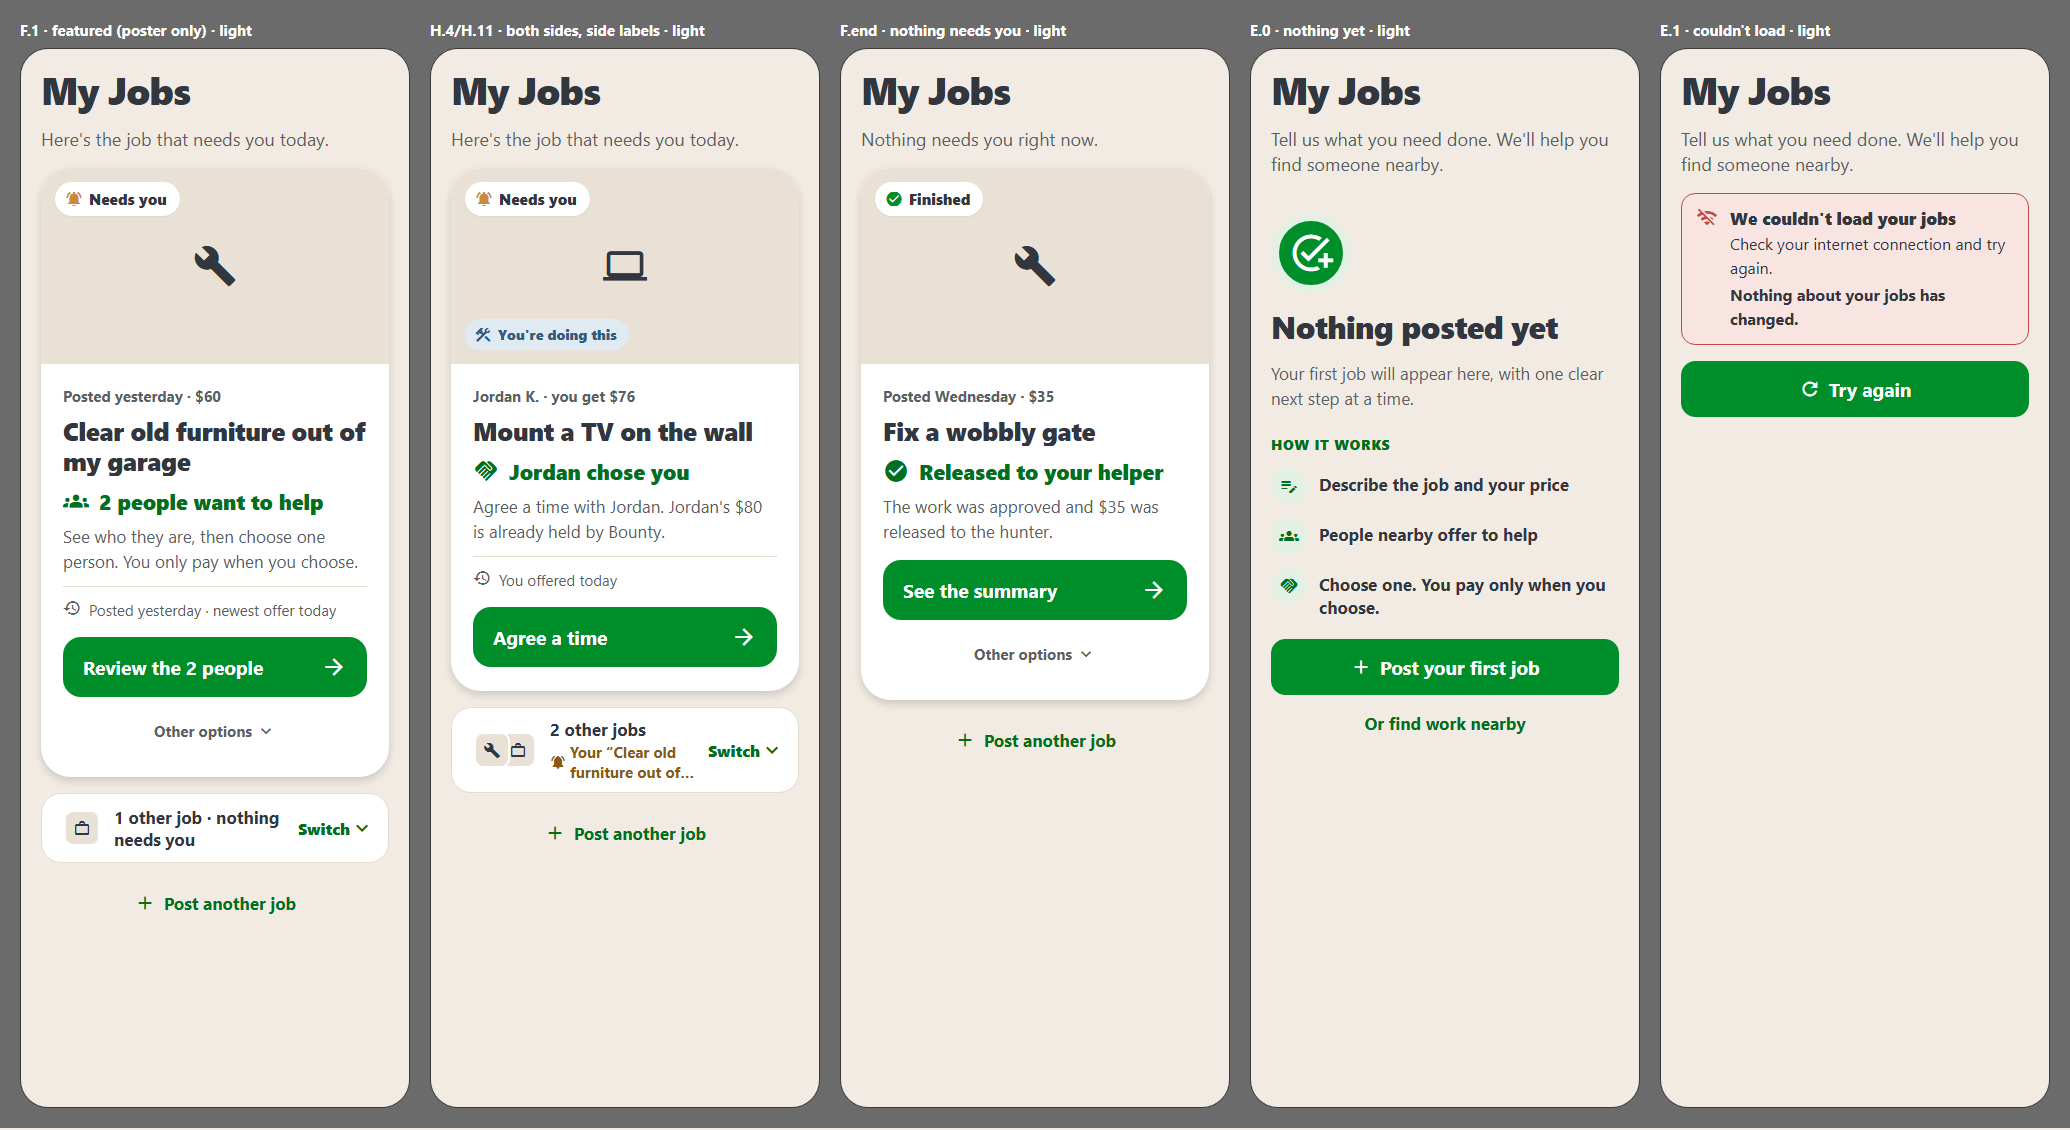 F.1 · featured (poster only) · light
My Jobs
Here's the job that needs you today.
Needs you
Posted yesterday · $60
Clear old furniture out of
my garage
2 people want to help
See who they are, then choose one
person. You only pay when you choose.
Posted yesterday · newest offer today
Review the 2 people
Other options
1 other job · nothing
needs you
Switch
Post another job
H.4/H.11 · both sides, side labels · light
My Jobs
Here's the job that needs you today.
Needs you
You're doing this
Jordan K. · you get $76
Mount a TV on the wall
Jordan chose you
Agree a time with Jordan. Jordan's $80
is already held by Bounty.
You offered today
Agree a time
2 other jobs
Your “Clear old
furniture out of...
Switch
Post another job
F.end · nothing needs you · light
My Jobs
Nothing needs you right now.
Finished
Posted Wednesday · $35
Fix a wobbly gate
Released to your helper
The work was approved and $35 was
released to the hunter.
See the summary
Other options
Post another job
E.0 · nothing yet · light
My Jobs
Tell us what you need done. We'll help you
find someone nearby.
Nothing posted yet
Your first job will appear here, with one clear
next step at a time.
HOW IT WORKS
Describe the job and your price
People nearby offer to help
Choose one. You pay only when you
choose.
Post your first job
Or find work nearby
E.1 · couldn't load · light
My Jobs
Tell us what you need done. We'll help you
find someone nearby.
We couldn't load your jobs
Check your internet connection and try
again.
Nothing about your jobs has
changed.
Try again